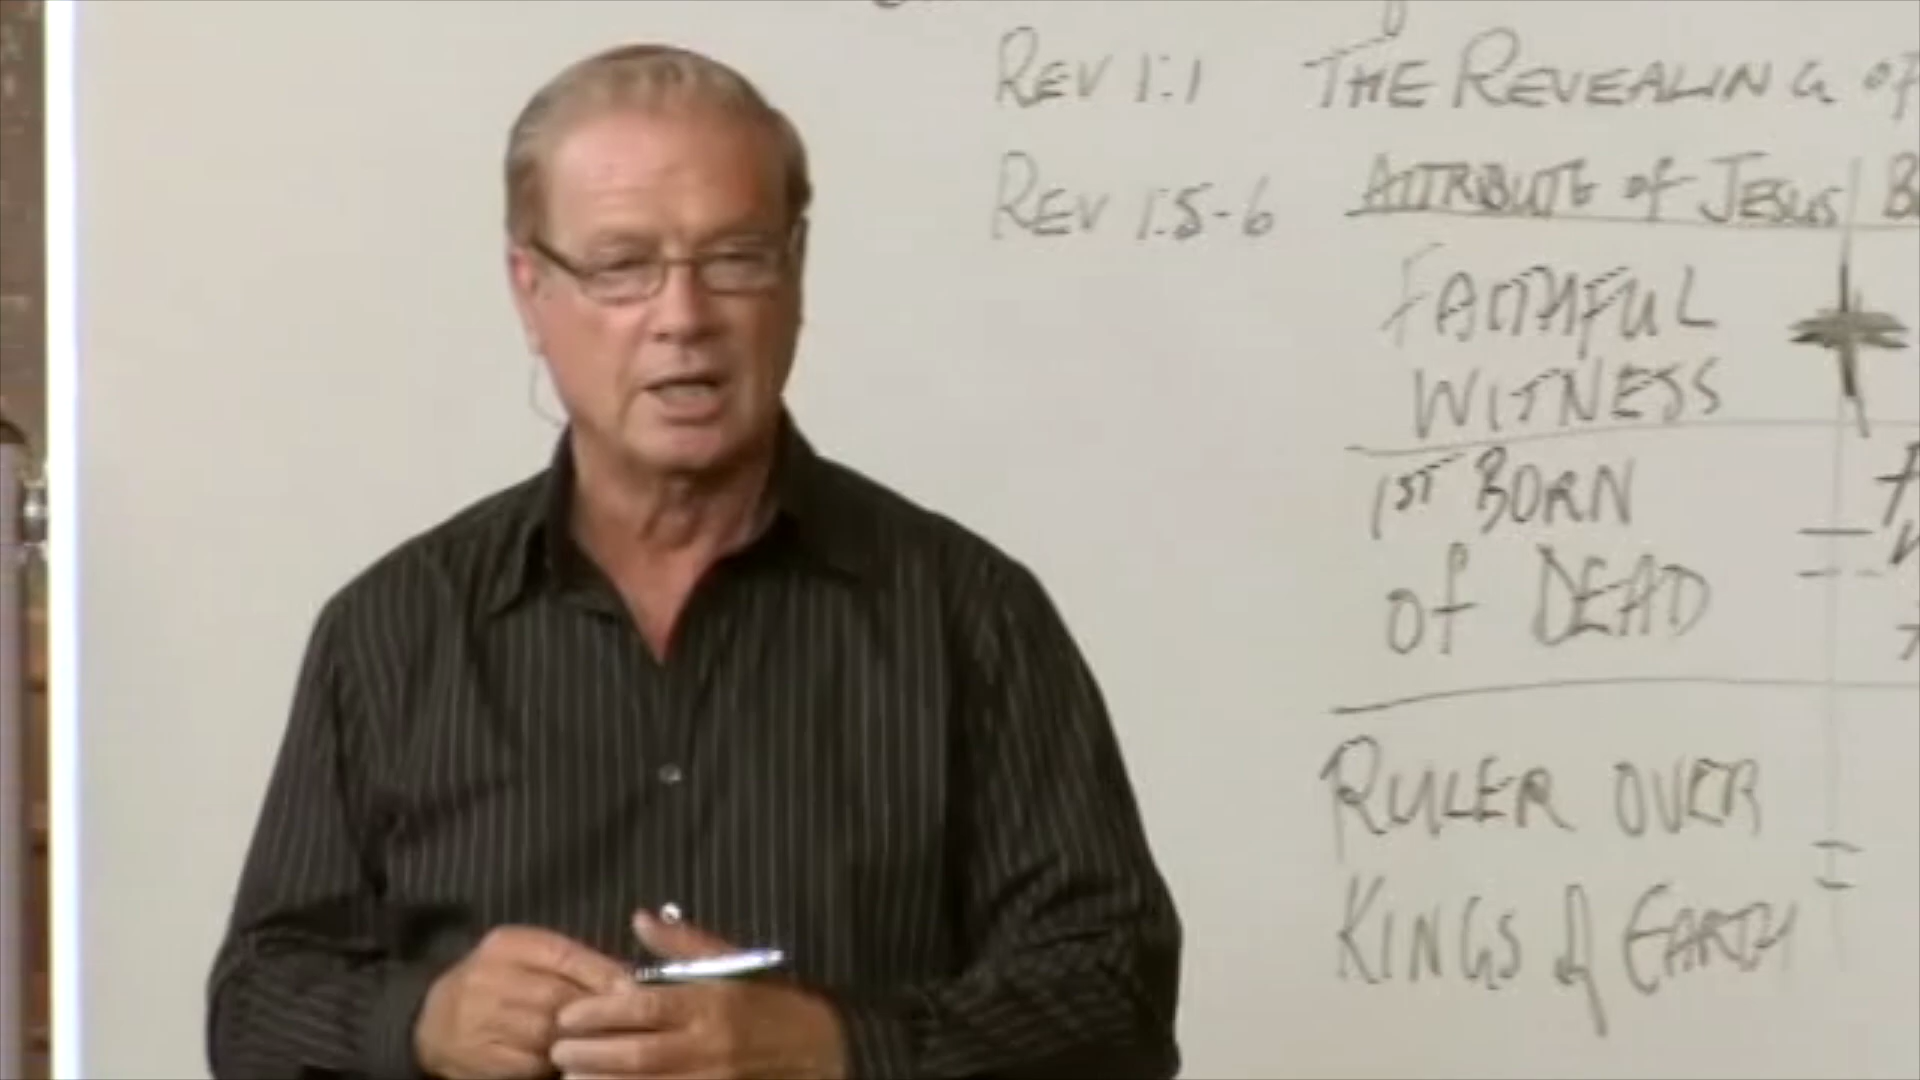 REV 1:1 THE REVEALING OF
REV 1:5-6 ATTRIBUTE OF JESUS
FAITHFUL
WITNESS
1ST BORN
OF DEAD
=
RULER OVER
=
KINGS of EARTH